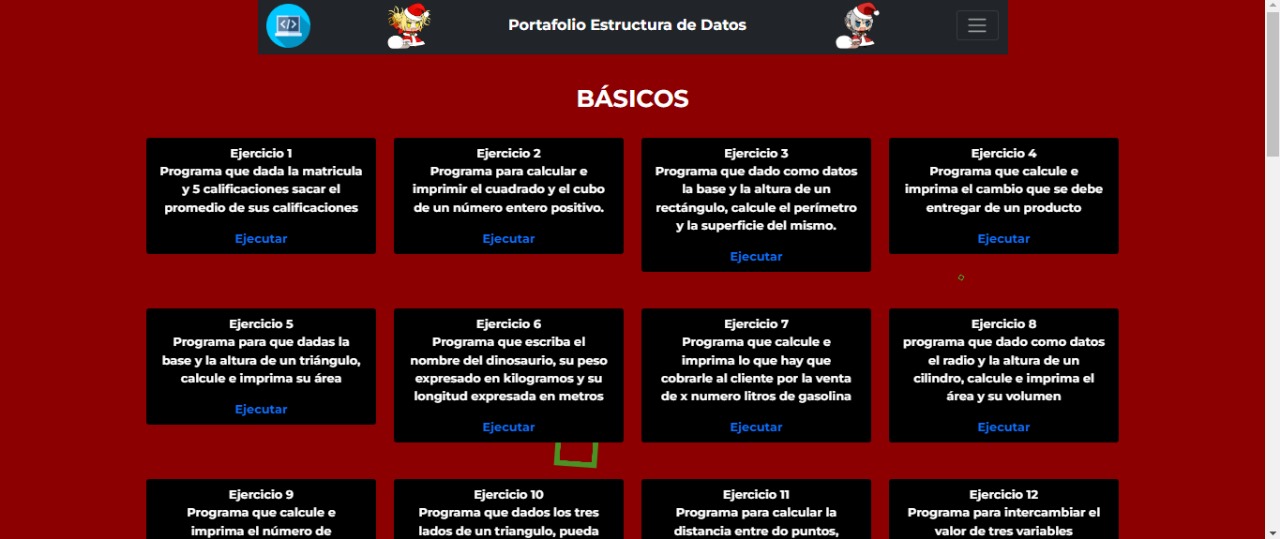 Portafolio Estructura de Datos
BÁSICOS
Ejercicio 1
Programa que dada la matricula
y 5 calificaciones sacar el
promedio de sus calificaciones
Ejecutar
Ejercicio 2
Programa para calcular e
imprimir el cuadrado y el cubo
de un número entero positivo.
Ejecutar
Ejercicio 3
Programa que dado como datos
la base y la altura de un
rectángulo, calcule el perímetro
y la superficie del mismo.
Ejecutar
Ejercicio 4
Programa que calcule e
imprima el cambio que se debe
entregar de un producto
Ejecutar
Ejercicio 5
Programa para que dadas la
base y la altura de un triángulo,
calcule e imprima su área
Ejecutar
Ejercicio 6
Programa que escriba el
nombre del dinosaurio, su peso
expresado en kilogramos y su
longitud expresada en metros
Ejecutar
Ejercicio 7
Programa que calcule e
imprima lo que hay que
cobrarle al cliente por la venta
de x numero litros de gasolina
Ejecutar
Ejercicio 8
programa que dado como datos
el radio y la altura de un
cilindro, calcule e imprima el
área y su volumen
Ejecutar
Ejercicio 9
Programa que calcule e
imprima el número de
Ejercicio 10
Programa que dados los tres
lados de un triangulo, pueda
Ejercicio 11
Programa para calcular la
distancia entre do puntos,
Ejercicio 12
Programa para intercambiar el
valor de tres variables